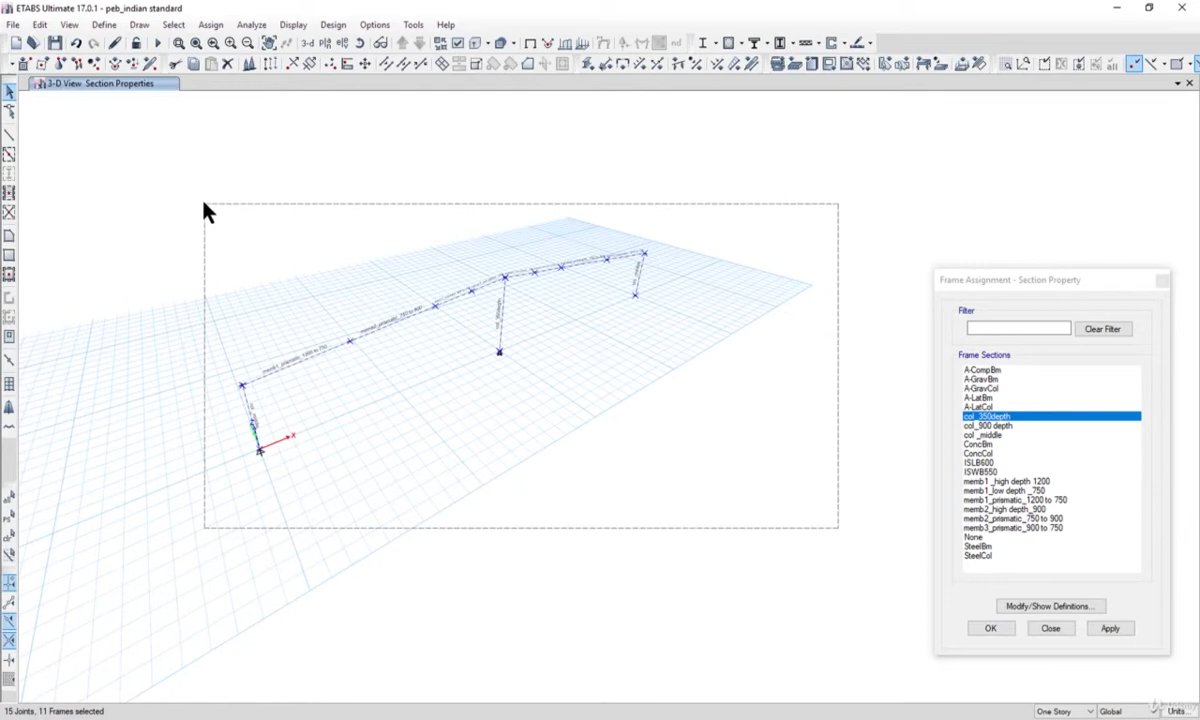 ETABS Ultimate 17.0.1 - peb_indian standard
File Edit View Define Draw Select Assign Analyze Display Design Options Tools Help
3-D View Section Properties
Frame Assignment - Section Property
Filter
Clear Filter
Frame Sections
A-CompBm
A-GravBm
A-GravCol
A-LatBm
A-LatCol
col_350depth
col_900 depth
col _middle
ConcBm
ConcCol
ISLB600
ISWB550
memb1 _high depth 1200
memb1_low depth _750
memb1_prismatic_1200 to 750
memb2_high depth_900
memb2_prismatic_750 to 900
memb3_prismatic_900 to 750
None
SteelBm
SteelCol
Modify/Show Definitions...
OK Close Apply
X
15 Joints, 11 Frames selected
One Story Global Units...